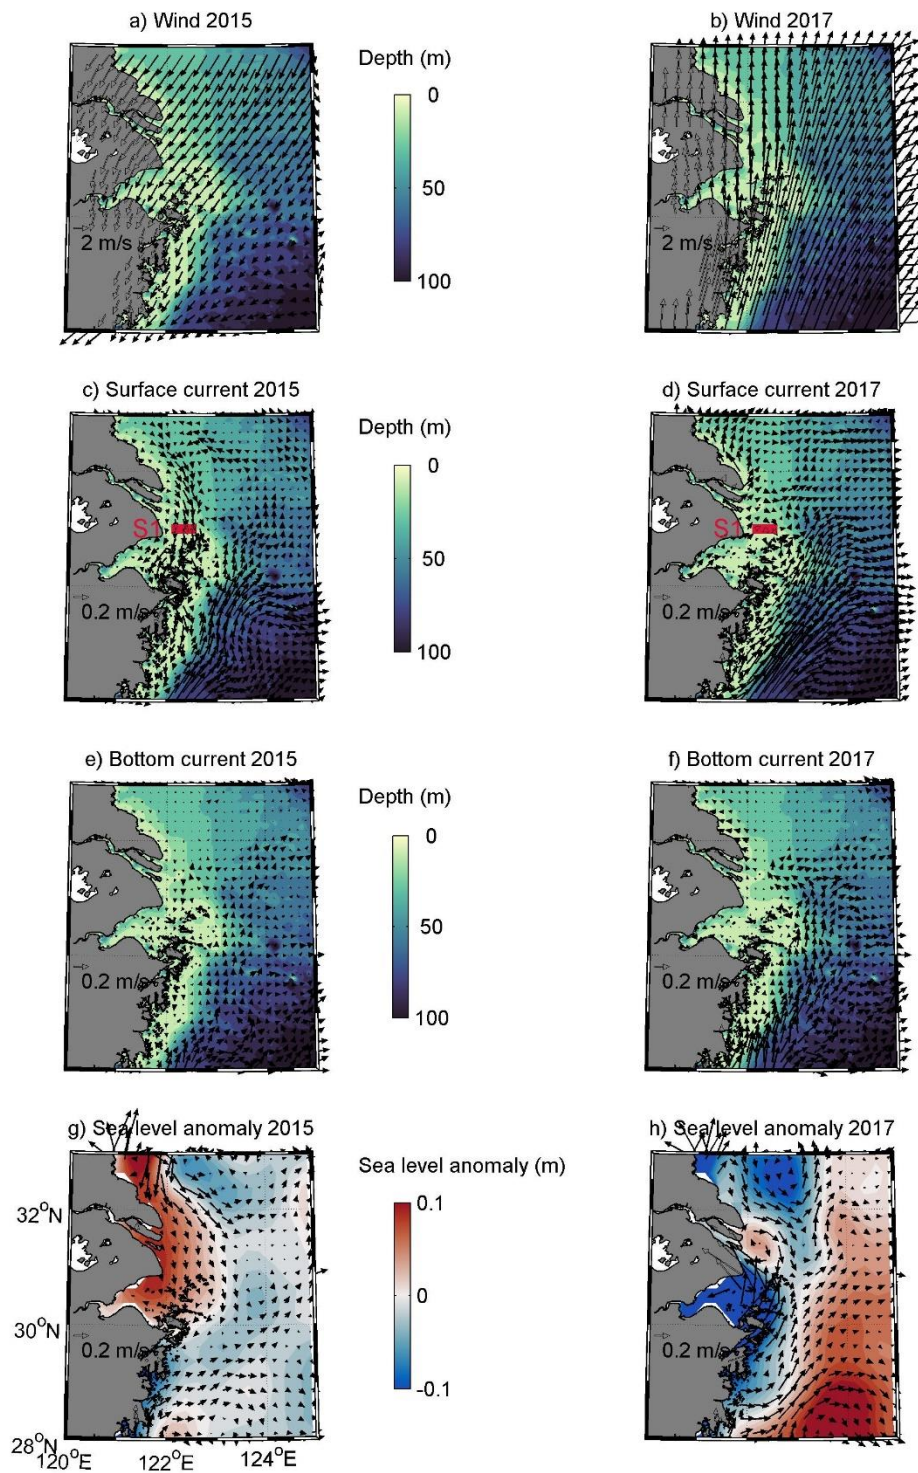 a) Wind 2015
b) Wind 2017
Depth (m)
0
50
100
2 m/s
2 m/s
c) Surface current 2015
d) Surface current 2017
Depth (m)
0
50
100
S1
S1
0.2 m/s
0.2 m/s
e) Bottom current 2015
f) Bottom current 2017
Depth (m)
0
50
100
0.2 m/s
0.2 m/s
g) Sea level anomaly 2015
h) Sea level anomaly 2017
Sea level anomaly (m)
0.1
0
-0.1
32°N
30°N
28°N
0.2 m/s
0.2 m/s
120°E
122°E
124°E